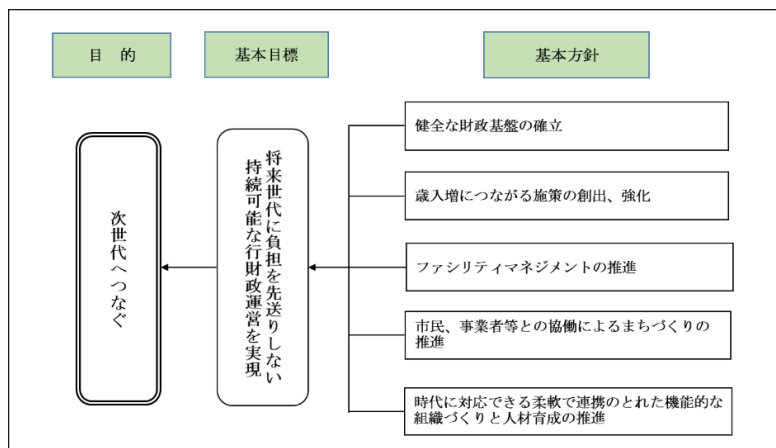 目　的
基本目標
基本方針
次世代へつなぐ
将来世代に負担を先送りしない
持続可能な行財政運営を実現
健全な財政基盤の確立
歳入増につながる施策の創出、強化
ファシリティマネジメントの推進
市民、事業者等との協働によるまちづくりの
推進
時代に対応できる柔軟で連携のとれた機能的な
組織づくりと人材育成の推進